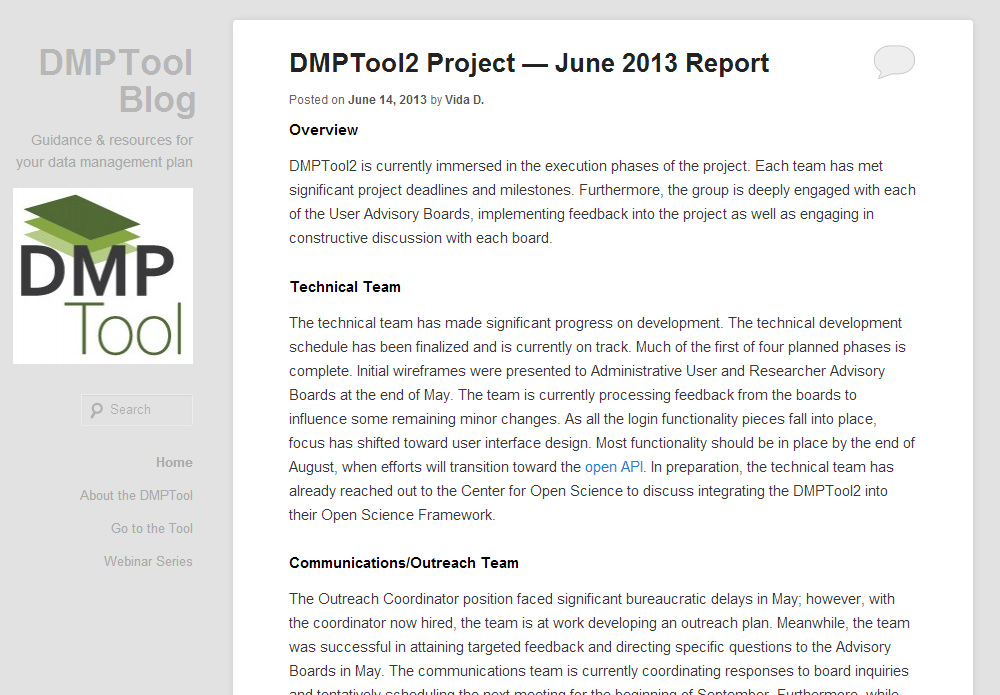 DMPTool
Blog
Guidance & resources for
your data management plan
DMP
Tool
Search
Home
About the DMPTool
Go to the Tool
Webinar Series
DMPTool2 Project — June 2013 Report
Posted on June 14, 2013 by Vida D.
Overview
DMPTool2 is currently immersed in the execution phases of the project. Each team has met
significant project deadlines and milestones. Furthermore, the group is deeply engaged with each
of the User Advisory Boards, implementing feedback into the project as well as engaging in
constructive discussion with each board.
Technical Team
The technical team has made significant progress on development. The technical development
schedule has been finalized and is currently on track. Much of the first of four planned phases is
complete. Initial wireframes were presented to Administrative User and Researcher Advisory
Boards at the end of May. The team is currently processing feedback from the boards to
influence some remaining minor changes. As all the login functionality pieces fall into place,
focus has shifted toward user interface design. Most functionality should be in place by the end of
August, when efforts will transition toward the open API. In preparation, the technical team has
already reached out to the Center for Open Science to discuss integrating the DMPTool2 into
their Open Science Framework.
Communications/Outreach Team
The Outreach Coordinator position faced significant bureaucratic delays in May; however, with
the coordinator now hired, the team is at work developing an outreach plan. Meanwhile, the team
was successful in attaining targeted feedback and directing specific questions to the Advisory
Boards in May. The communications team is currently coordinating responses to board inquiries
and tentatively scheduling the next meeting for the beginning of September. Furthermore, while